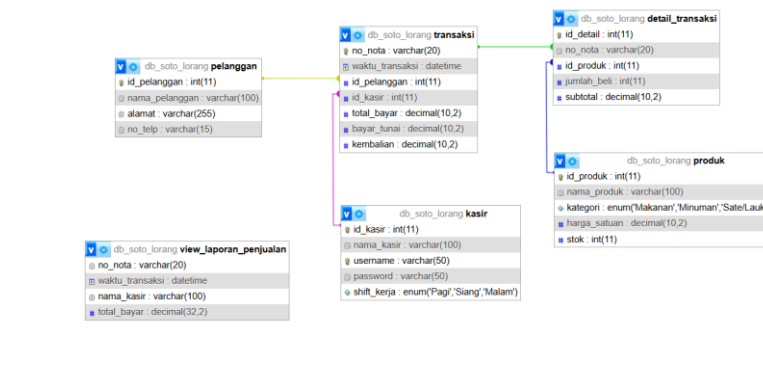 db_soto_lorang detail_transaksi
id_detail : int(11)
no_nota : varchar(20)
id_produk : int(11)
jumlah_beli : int(11)
subtotal : decimal(10,2)
db_soto_lorang transaksi
no_nota : varchar(20)
waktu_transaksi : datetime
id_pelanggan : int(11)
id_kasir : int(11)
total_bayar : decimal(10,2)
bayar_tunai : decimal(10,2)
kembalian : decimal(10,2)
db_soto_lorang pelanggan
id_pelanggan : int(11)
nama_pelanggan : varchar(100)
alamat : varchar(255)
no_telp : varchar(15)
db_soto_lorang produk
id_produk : int(11)
nama_produk : varchar(100)
kategori : enum('Makanan','Minuman','Sate/Lauk
harga_satuan : decimal(10,2)
stok : int(11)
db_soto_lorang kasir
id_kasir : int(11)
nama_kasir : varchar(100)
username : varchar(50)
password : varchar(50)
shift_kerja : enum('Pagi','Siang','Malam')
db_soto_lorang view_laporan_penjualan
no_nota : varchar(20)
waktu_transaksi : datetime
nama_kasir : varchar(100)
total_bayar : decimal(32,2)